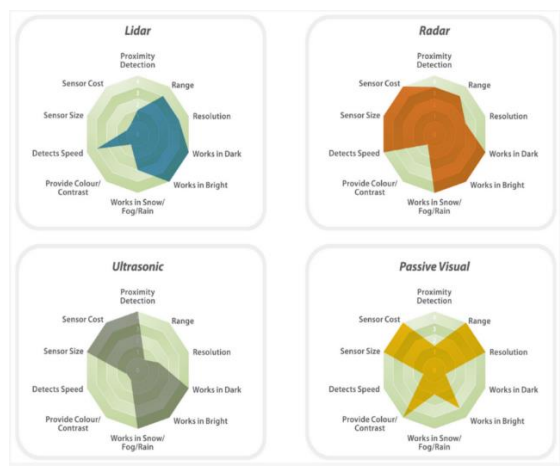 Lidar
Proximity
Detection
Sensor Cost
Range
Sensor Size
Resolution
Detects Speed
Works in Dark
Provide Colour/
Contrast
Works in Bright
Works in Snow/
Fog/Rain
Radar
Proximity
Detection
Sensor Cost
Range
Sensor Size
Resolution
Detects Speed
Works in Dark
Provide Colour/
Contrast
Works in Bright
Works in Snow/
Fog/Rain
Ultrasonic
Proximity
Detection
Sensor Cost
Range
Sensor Size
Resolution
Detects Speed
Works in Dark
Provide Colour/
Contrast
Works in Bright
Works in Snow/
Fog/Rain
Passive Visual
Proximity
Detection
Sensor Cost
Range
Sensor Size
Resolution
Detects Speed
Works in Dark
Provide Colour/
Contrast
Works in Bright
Works in Snow/
Fog/Rain